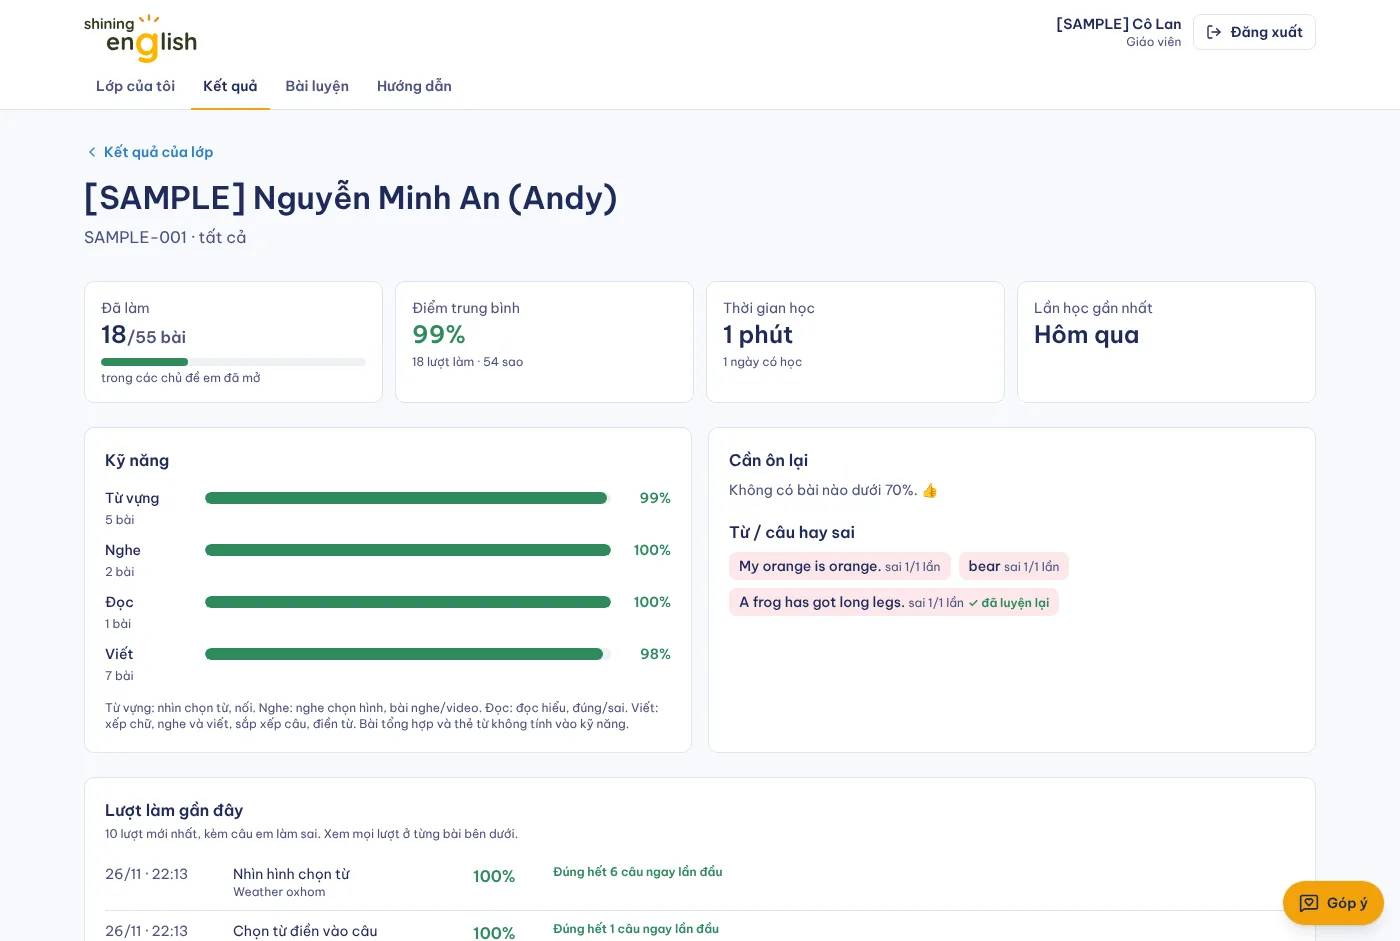 shining
english
[SAMPLE] Cô Lan
Giáo viên
Đăng xuất
Lớp của tôi
Kết quả
Bài luyện
Hướng dẫn
Kết quả của lớp
[SAMPLE] Nguyễn Minh An (Andy)
SAMPLE-001 · tất cả
Đã làm
18/55 bài
trong các chủ đề em đã mở
Điểm trung bình
99%
18 lượt làm · 54 sao
Thời gian học
1 phút
1 ngày có học
Lần học gần nhất
Hôm qua
Kỹ năng
Từ vựng
99%
5 bài
Nghe
100%
2 bài
Đọc
100%
1 bài
Viết
98%
7 bài
Từ vựng: nhìn chọn từ, nối. Nghe: nghe chọn hình, bài nghe/video. Đọc: đọc hiểu, đúng/sai. Viết:
xếp chữ, nghe và viết, sắp xếp câu, điền từ. Bài tổng hợp và thẻ từ không tính vào kỹ năng.
Cần ôn lại
Không có bài nào dưới 70%. 👍
Từ / câu hay sai
My orange is orange. sai 1/1 lần
bear sai 1/1 lần
A frog has got long legs. sai 1/1 lần ✓ đã luyện lại
Lượt làm gần đây
10 lượt mới nhất, kèm câu em làm sai. Xem mọi lượt ở từng bài bên dưới.
26/11 · 22:13
Nhìn hình chọn từ
100%
Đúng hết 6 câu ngay lần đầu
Weather oxhom
26/11 · 22:13
Chọn từ điền vào câu
100%
Đúng hết 1 câu ngay lần đầu
Góp ý